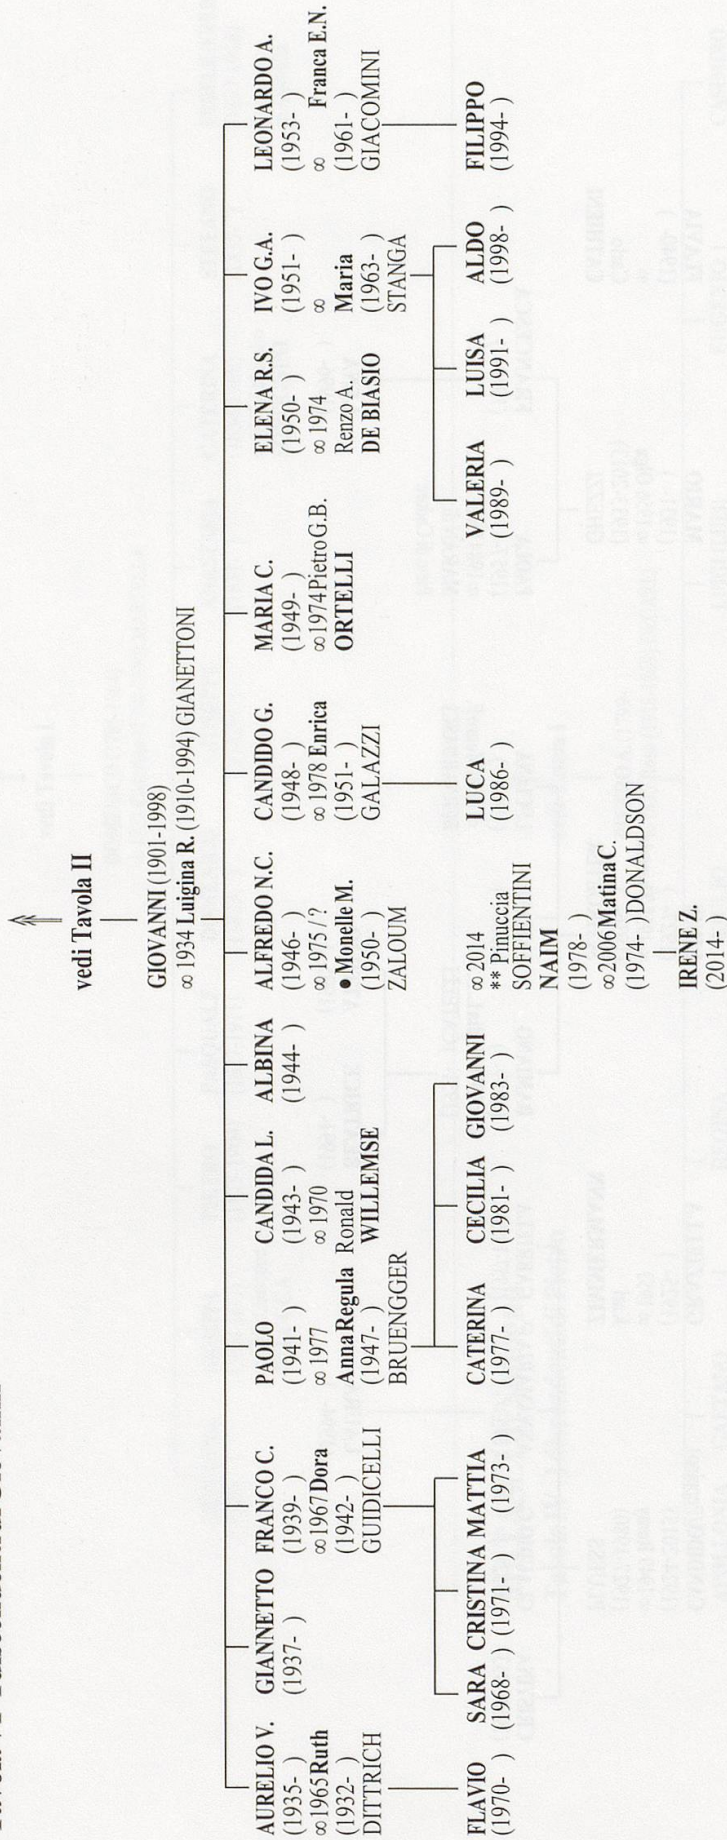 vedi Tavola II
GIOVANNI (1901-1998)
∞ 1934 Luigina R. (1910-1994) GIANETTONI
AURELIO V.
(1935- )
∞ 1965 Ruth
(1932- )
DITTRICH
FLAVIO
(1970- )
GIANNETTO
(1937- )
FRANCO C.
(1939- )
∞ 1967 Dora
(1942- )
GUIDICELLI
SARA
(1968- )
CRISTINA
(1971- )
MATTIA
(1973- )
PAOLO
(1941- )
∞ 1977
Anna Regula
(1947- )
BRUENGGER
CATERINA
(1977- )
CECILIA
(1981- )
GIOVANNI
(1983- )
CANDIDA L.
(1943- )
∞ 1970
Ronald
WILLEMSE
ALBINA
(1944- )
ALFREDO N.C.
(1946- )
∞ 1975 / ?
● Monelle M.
(1950- )
ZALOUM
∞ 2014
** Pinuccia
SOFFIENTINI
NAIM
(1978- )
∞ 2006 Matina C.
(1974- ) DONALDSON
IRENE Z.
(2014- )
CANDIDO G.
(1948- )
∞ 1978 Enrica
(1951- )
GALAZZI
LUCA
(1986- )
MARIA C.
(1949- )
∞ 1974 Pietro G.B.
ORTELLI
ELENA R.S.
(1950- )
∞ 1974
Renzo A.
DE BIASIO
IVO G.A.
(1951- )
∞
Maria
(1963- )
STANGA
VALERIA
(1989- )
LUISA
(1991- )
ALDO
(1998- )
LEONARDO A.
(1953- )
∞ Franca E.N.
(1961- )
GIACOMINI
FILIPPO
(1994- )